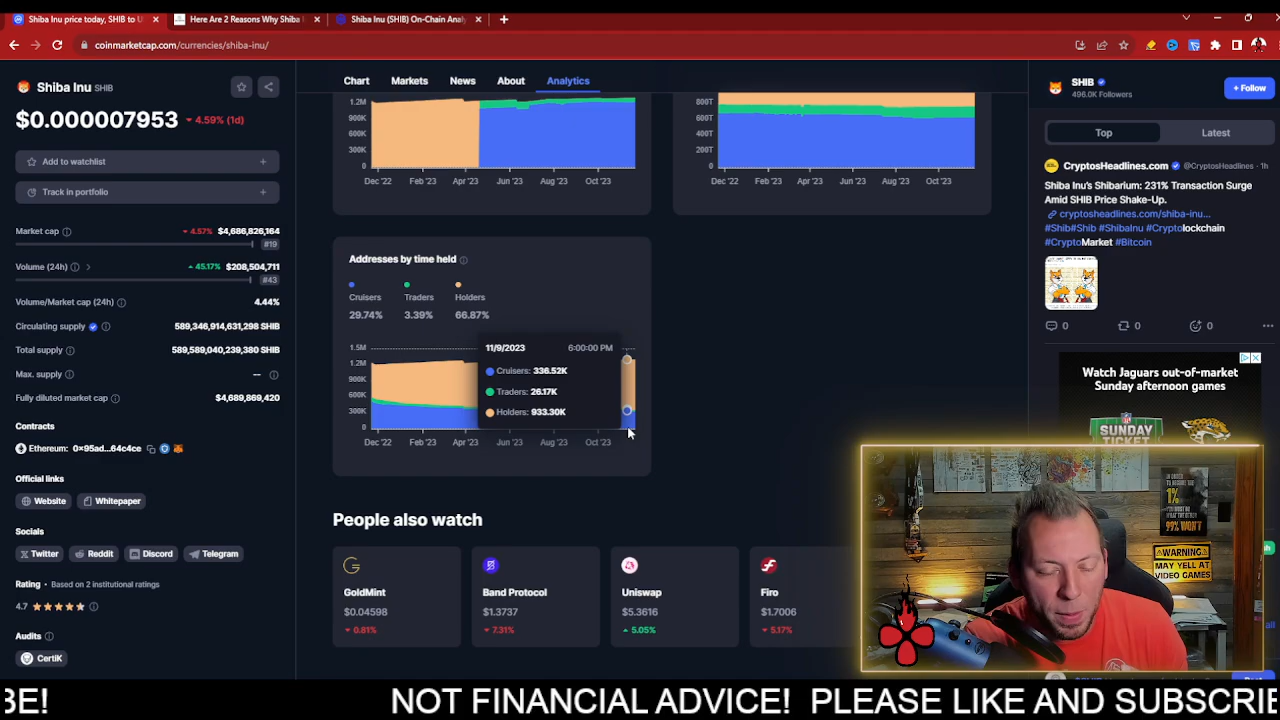 Shiba Inu price today, SHIB to U
Here Are 2 Reasons Why Shiba
Shiba Inu (SHIB) On-Chain Anal
coinmarketcap.com/currencies/shiba-inu/
Shiba Inu SHIB
$0.000007953 4.59% (1d)
Add to watchlist
Track in portfolio
Market cap 4.57% $4,686,826,164
#19
Volume (24h) 45.17% $208,504,711
#43
Volume/Market cap (24h) 4.44%
Circulating supply 589,346,914,631,298 SHIB
Total supply 589,589,040,239,380 SHIB
Max. supply --
Fully diluted market cap $4,689,869,420
Contracts
Ethereum: 0x95ad...64c4ce
Official links
Website Whitepaper
Socials
Twitter Reddit Discord Telegram
Rating · Based on 2 institutional ratings
4.7
Audits
CertiK
Chart Markets News About Analytics
1.2M
900K
600K
300K
0
Dec '22 Feb '23 Apr '23 Jun '23 Aug '23 Oct '23
800T
600T
400T
200T
0
Dec '22 Feb '23 Apr '23 Jun '23 Aug '23 Oct '23
Addresses by time held
Cruisers Traders Holders
29.74% 3.39% 66.87%
1.5M
1.2M
900K
600K
300K
0
11/9/2023 6:00:00 PM
Cruisers: 336.52K
Traders: 26.17K
Holders: 933.30K
Dec '22 Feb '23 Apr '23 Jun '23 Aug '23 Oct '23
People also watch
GoldMint
$0.04598
0.81%
Band Protocol
$1.3737
7.31%
Uniswap
$5.3616
5.05%
Firo
$1.7006
5.17%
SHIB
496.0K Followers
+ Follow
Top Latest
CryptosHeadlines.com @CryptosHeadlines · 1h
Shiba Inu's Shibarium: 231% Transaction Surge
Amid SHIB Price Shake-Up.
cryptosheadlines.com/shiba-inu...
#Shib#Shib #ShibaInu #Cryptolockchain
#CryptoMarket #Bitcoin
0 0 0
Watch Jaguars out-of-market
Sunday afternoon games
NFL
SUNDAY
TICKET
1%
99% WON'T
WARNING
MAY YELL AT
VIDEO GAMES
BE! NOT FINANCIAL ADVICE! PLEASE LIKE AND SUBSCRIE